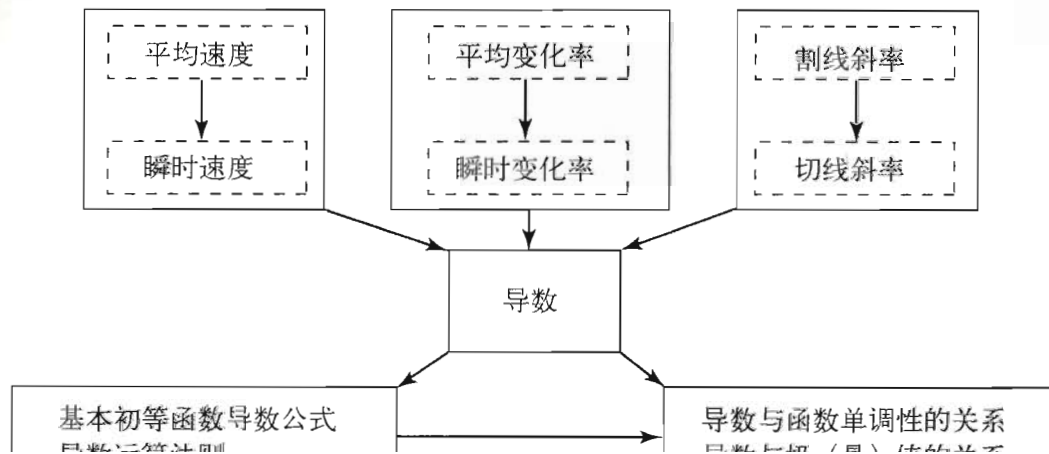 平均速度
瞬时速度
平均变化率
瞬时变化率
割线斜率
切线斜率
导数
基本初等函数导数公式
导数与函数单调性的关系